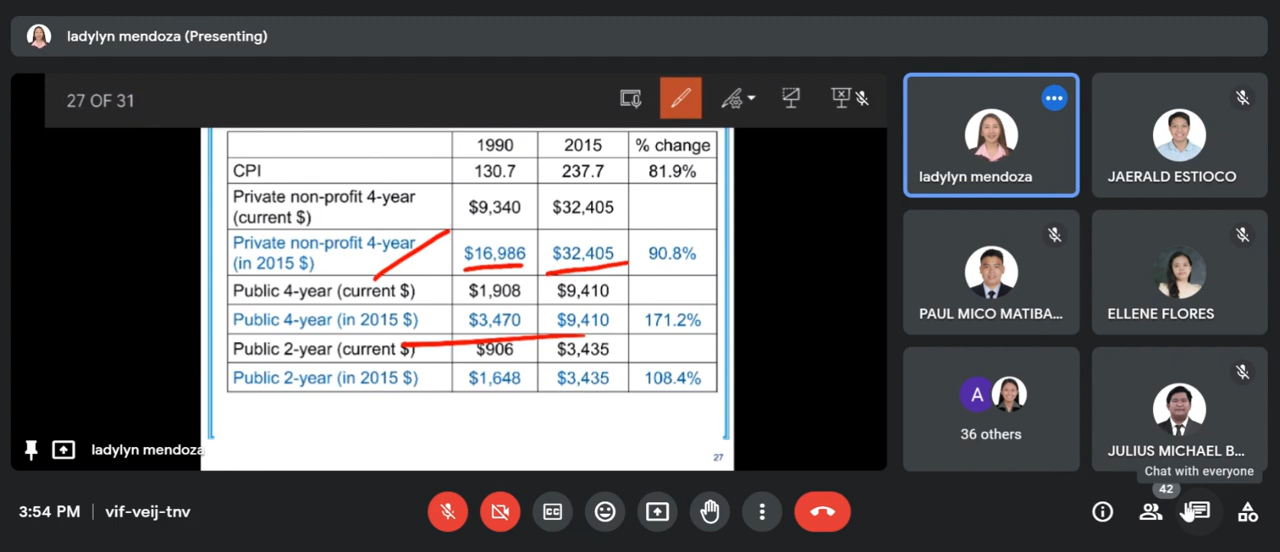 ladylyn mendoza (Presenting)
27 OF 31
1990 2015 % change
CPI 130.7 237.7 81.9%
Private non-profit 4-year
(current $) $9,340 $32,405
Private non-profit 4-year
(in 2015 $) $16,986 $32,405 90.8%
Public 4-year (current $) $1,908 $9,410
Public 4-year (in 2015 $) $3,470 $9,410 171.2%
Public 2-year (current $) $906 $3,435
Public 2-year (in 2015 $) $1,648 $3,435 108.4%
27
ladylyn mendoza
ladylyn mendoza
JAERALD ESTIOCO
PAUL MICO MATIBA...
ELLENE FLORES
A
36 others
JULIUS MICHAEL B...
Chat with everyone
42
3:54 PM | vif-veij-tnv
CC